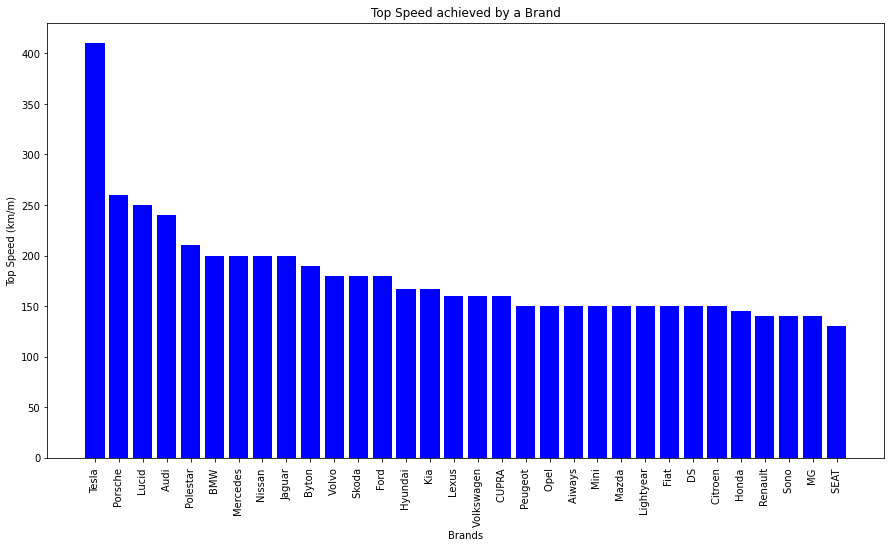 Top Speed achieved by a Brand
Top Speed (km/m)
400
350
300
250
200
150
100
50
0
Tesla
Porsche
Lucid
Audi
Polestar
BMW
Mercedes
Nissan
Jaguar
Byton
Volvo
Skoda
Ford
Hyundai
Kia
Lexus
Volkswagen
CUPRA
Peugeot
Opel
Aiways
Mini
Mazda
Lightyear
Fiat
DS
Citroen
Honda
Renault
Sono
MG
SEAT
Brands